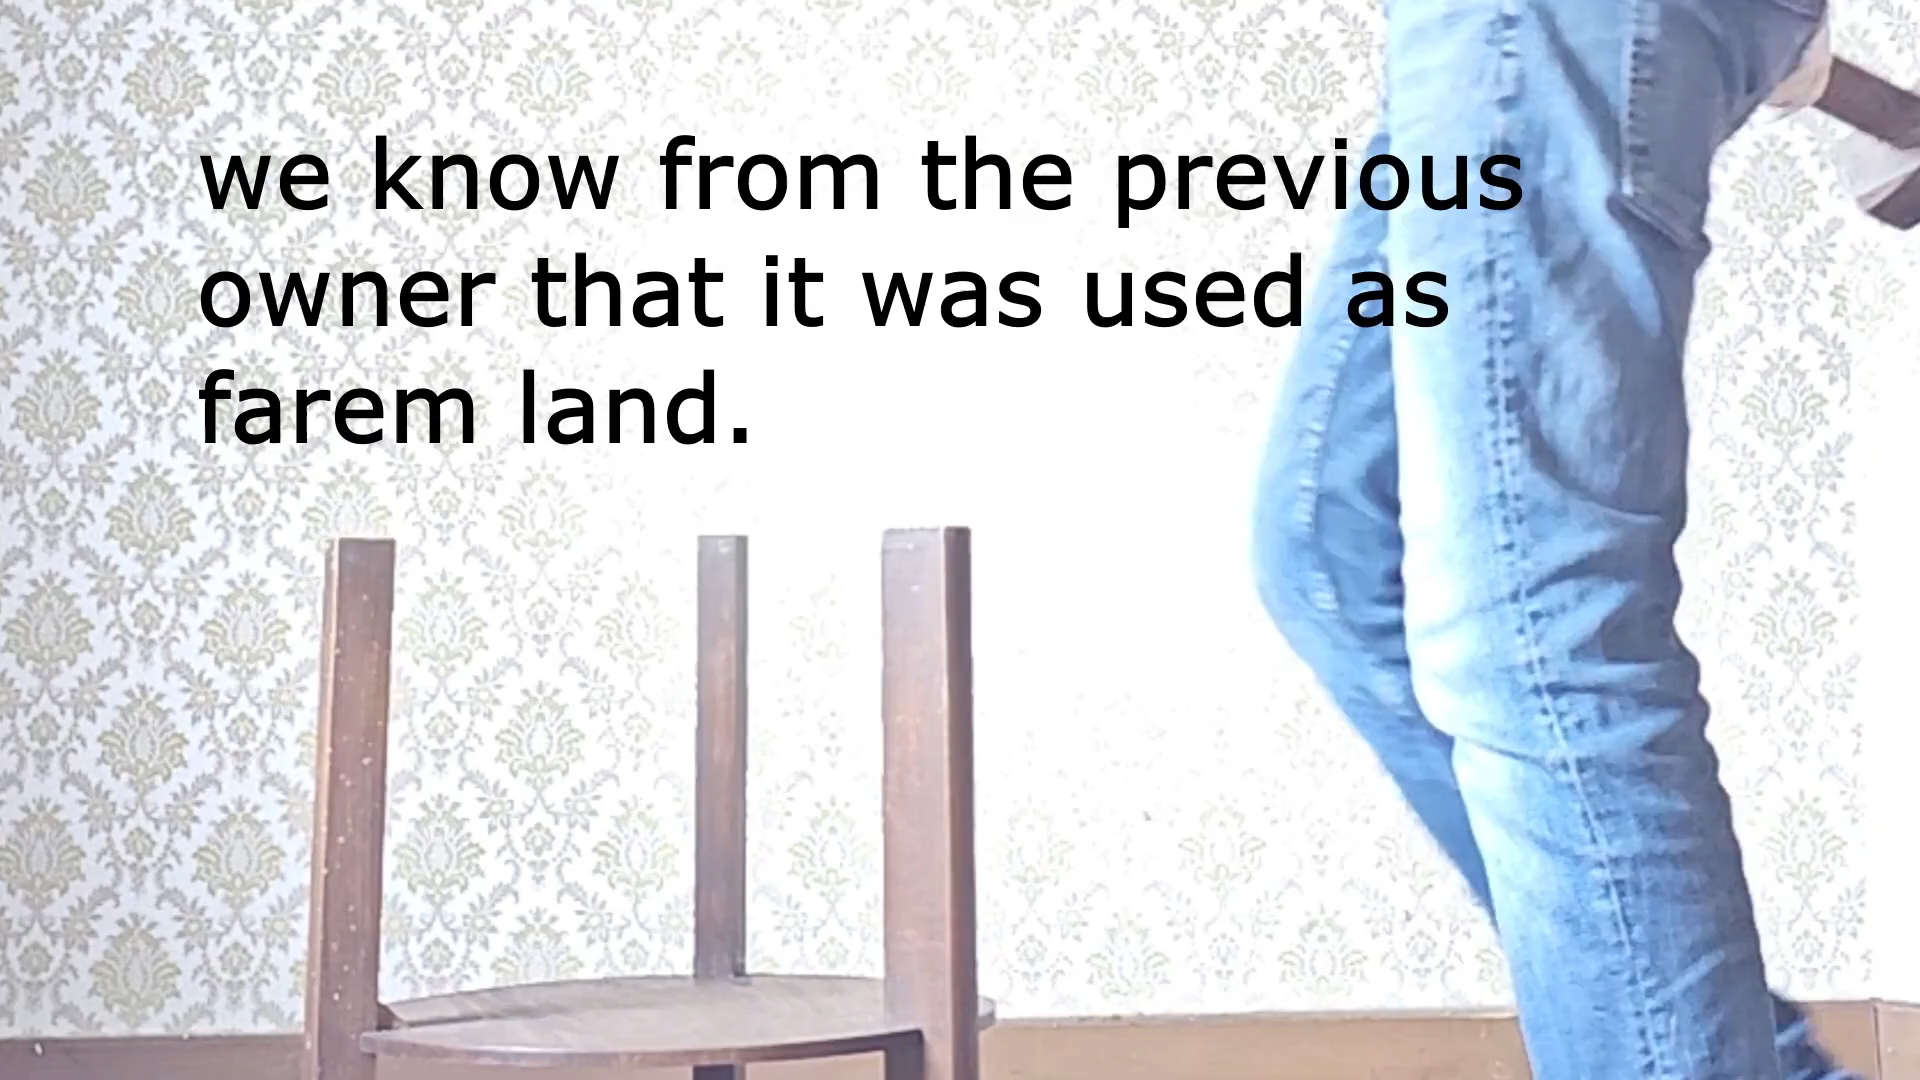 we know from the previous
owner that it was used as
farem land.